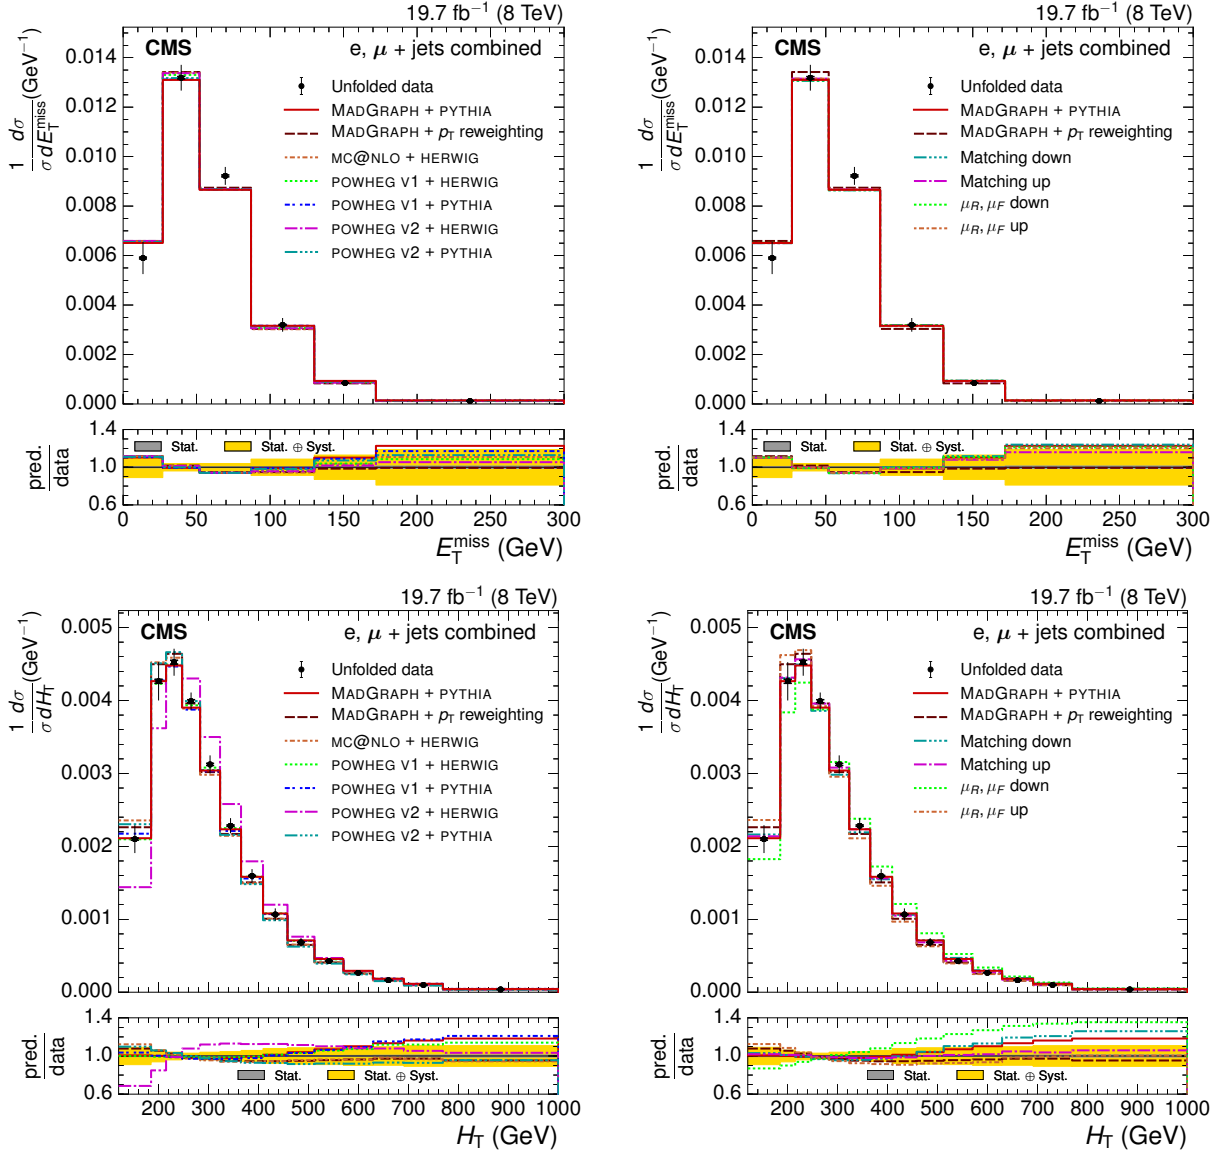 19.7 fb⁻¹ (8 TeV)
CMS
e, μ + jets combined
Unfolded data
MADGRAPH + PYTHIA
MADGRAPH + p_T reweighting
MC@NLO + HERWIG
POWHEG V1 + HERWIG
POWHEG V1 + PYTHIA
POWHEG V2 + HERWIG
POWHEG V2 + PYTHIA
1/σ dσ/dE_T^miss (GeV⁻¹)
0.014
0.012
0.010
0.008
0.006
0.004
0.002
0.000
Stat.
Stat. ⊕ Syst.
pred./data
1.4
1.0
0.6
0 50 100 150 200 250 300
E_T^miss (GeV)
19.7 fb⁻¹ (8 TeV)
CMS
e, μ + jets combined
Unfolded data
MADGRAPH + PYTHIA
MADGRAPH + p_T reweighting
Matching down
Matching up
μ_R, μ_F down
μ_R, μ_F up
1/σ dσ/dE_T^miss (GeV⁻¹)
0.014
0.012
0.010
0.008
0.006
0.004
0.002
0.000
Stat.
Stat. ⊕ Syst.
pred./data
1.4
1.0
0.6
0 50 100 150 200 250 300
E_T^miss (GeV)
19.7 fb⁻¹ (8 TeV)
CMS
e, μ + jets combined
Unfolded data
MADGRAPH + PYTHIA
MADGRAPH + p_T reweighting
MC@NLO + HERWIG
POWHEG V1 + HERWIG
POWHEG V1 + PYTHIA
POWHEG V2 + HERWIG
POWHEG V2 + PYTHIA
1/σ dσ/dH_T (GeV⁻¹)
0.005
0.004
0.003
0.002
0.001
0.000
Stat.
Stat. ⊕ Syst.
pred./data
1.4
1.0
0.6
200 300 400 500 600 700 800 900 1000
H_T (GeV)
19.7 fb⁻¹ (8 TeV)
CMS
e, μ + jets combined
Unfolded data
MADGRAPH + PYTHIA
MADGRAPH + p_T reweighting
Matching down
Matching up
μ_R, μ_F down
μ_R, μ_F up
1/σ dσ/dH_T (GeV⁻¹)
0.005
0.004
0.003
0.002
0.001
0.000
Stat.
Stat. ⊕ Syst.
pred./data
1.4
1.0
0.6
200 300 400 500 600 700 800 900 1000
H_T (GeV)